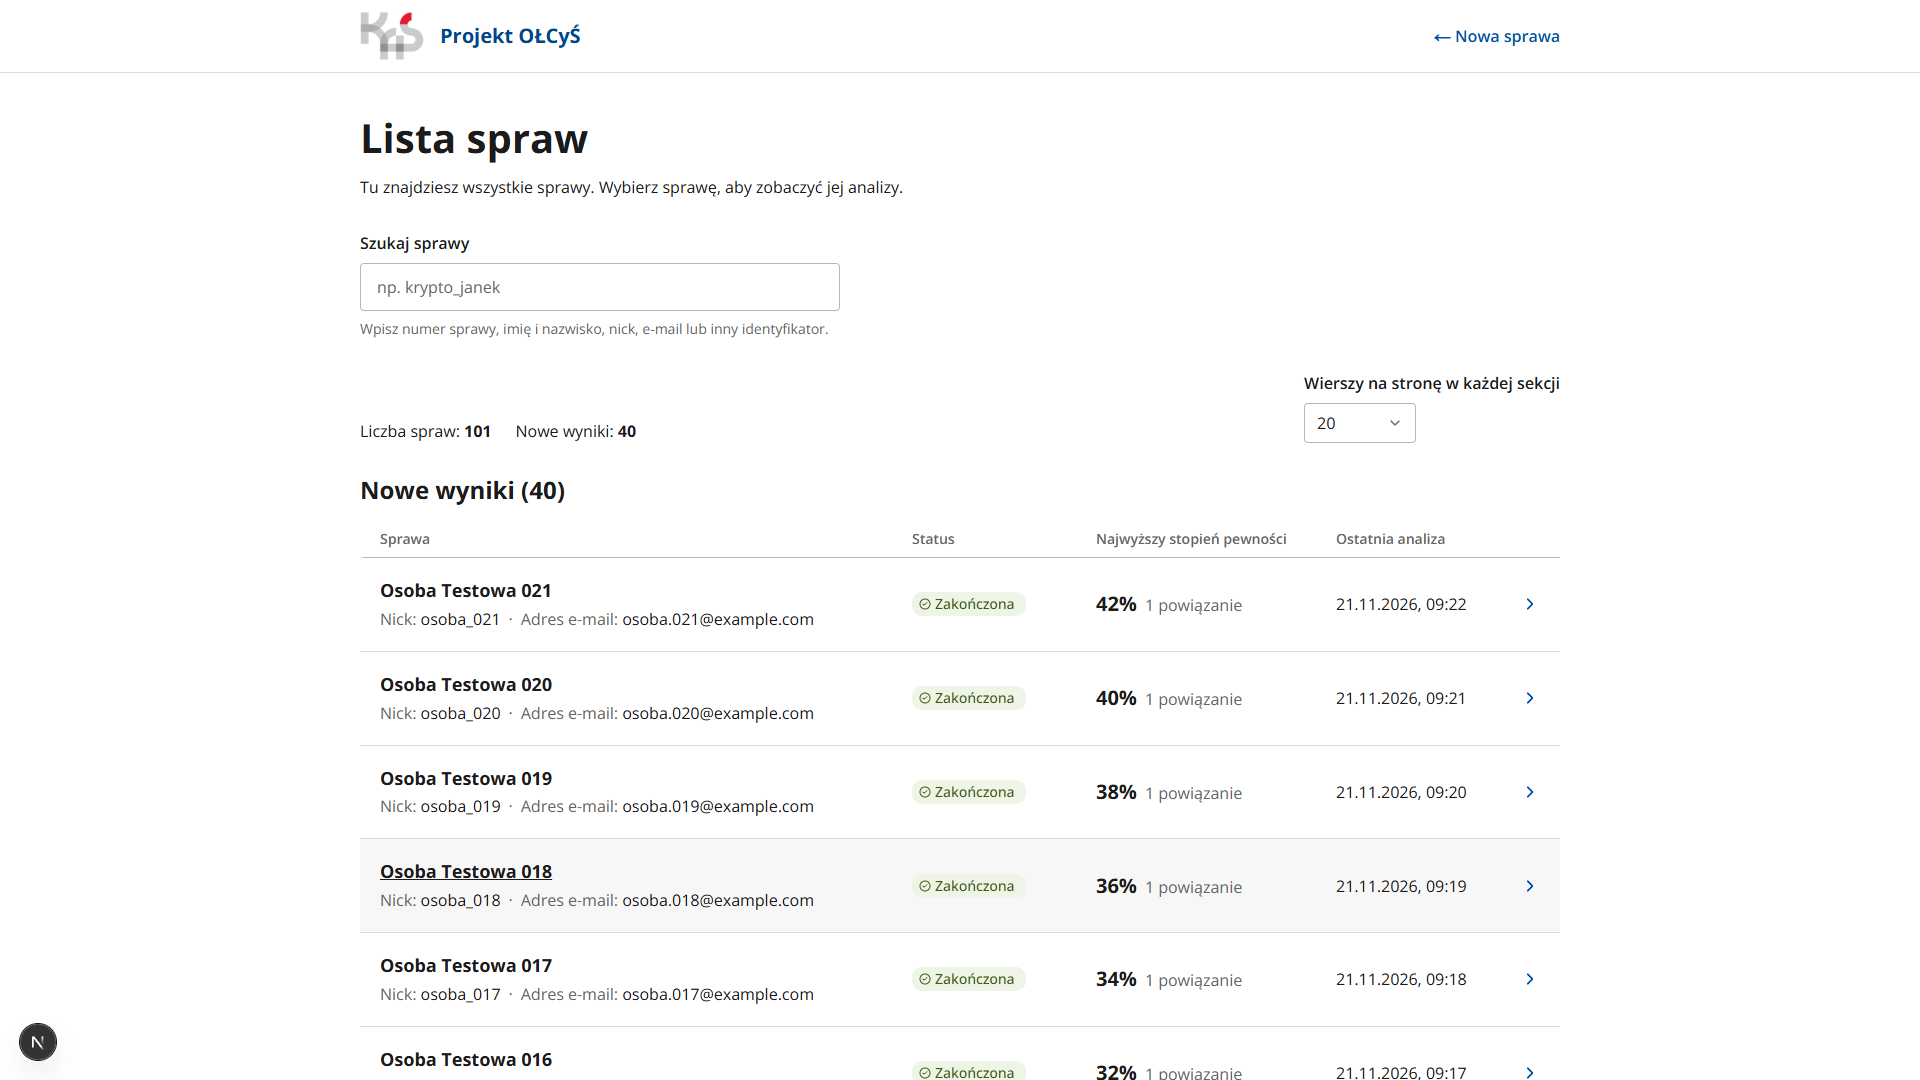 Projekt OŁCyŚ
← Nowa sprawa
Lista spraw
Tu znajdziesz wszystkie sprawy. Wybierz sprawę, aby zobaczyć jej analizy.
Szukaj sprawy
np. krypto_janek
Wpisz numer sprawy, imię i nazwisko, nick, e-mail lub inny identyfikator.
Wierszy na stronę w każdej sekcji
20
Liczba spraw: 101 Nowe wyniki: 40
Nowe wyniki (40)
Sprawa Status Najwyższy stopień pewności Ostatnia analiza
Osoba Testowa 021
Nick: osoba_021 · Adres e-mail: osoba.021@example.com
Zakończona 42% 1 powiązanie 21.11.2026, 09:22
Osoba Testowa 020
Nick: osoba_020 · Adres e-mail: osoba.020@example.com
Zakończona 40% 1 powiązanie 21.11.2026, 09:21
Osoba Testowa 019
Nick: osoba_019 · Adres e-mail: osoba.019@example.com
Zakończona 38% 1 powiązanie 21.11.2026, 09:20
Osoba Testowa 018
Nick: osoba_018 · Adres e-mail: osoba.018@example.com
Zakończona 36% 1 powiązanie 21.11.2026, 09:19
Osoba Testowa 017
Nick: osoba_017 · Adres e-mail: osoba.017@example.com
Zakończona 34% 1 powiązanie 21.11.2026, 09:18
Osoba Testowa 016
Zakończona 32% 1 powiązanie 21.11.2026, 09:17
N